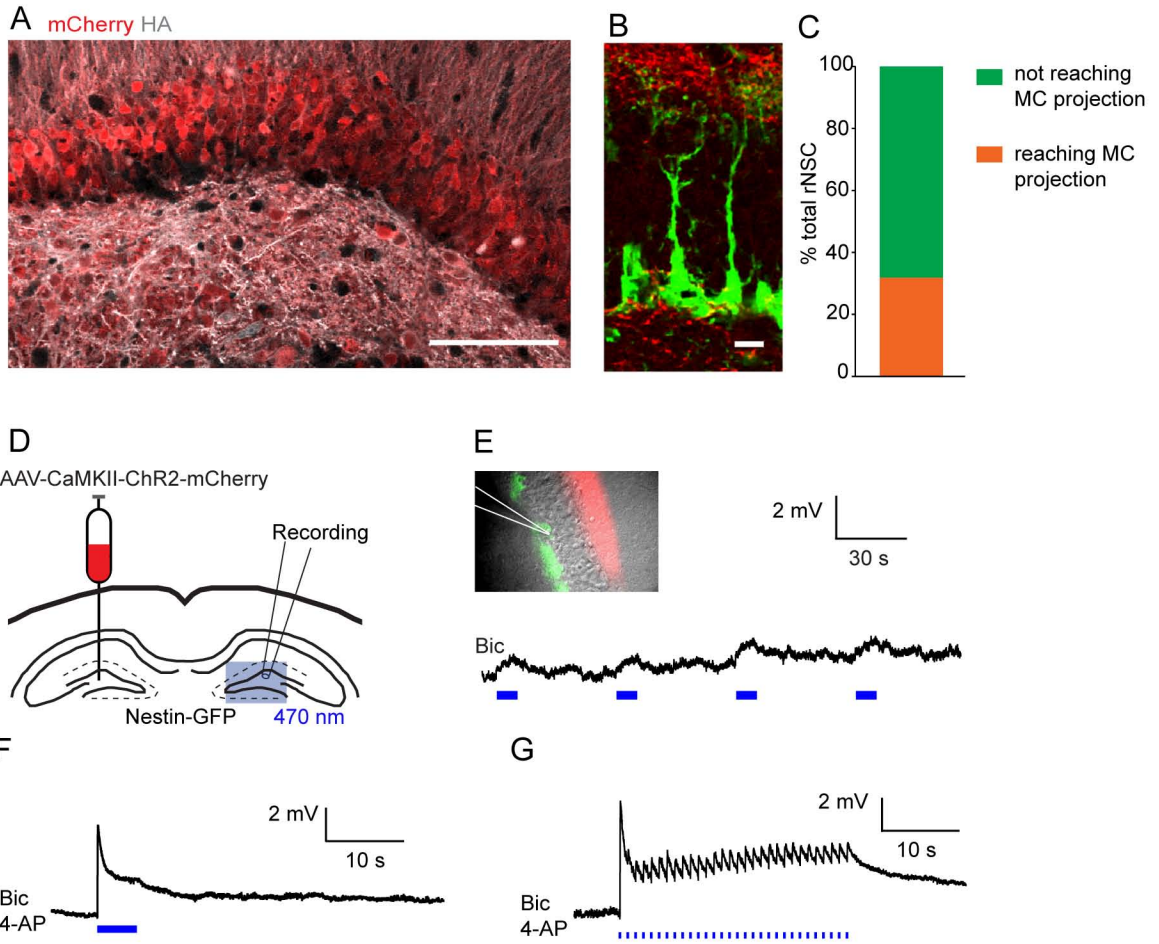 A
mCherry HA
B
C
100
80
60
40
20
0
% total rNSC
not reaching
MC projection
reaching MC
projection
D
AAV-CaMKII-ChR2-mCherry
Recording
Nestin-GFP
470 nm
E
2 mV
30 s
Bic
F
2 mV
10 s
Bic
4-AP
G
2 mV
10 s
Bic
4-AP